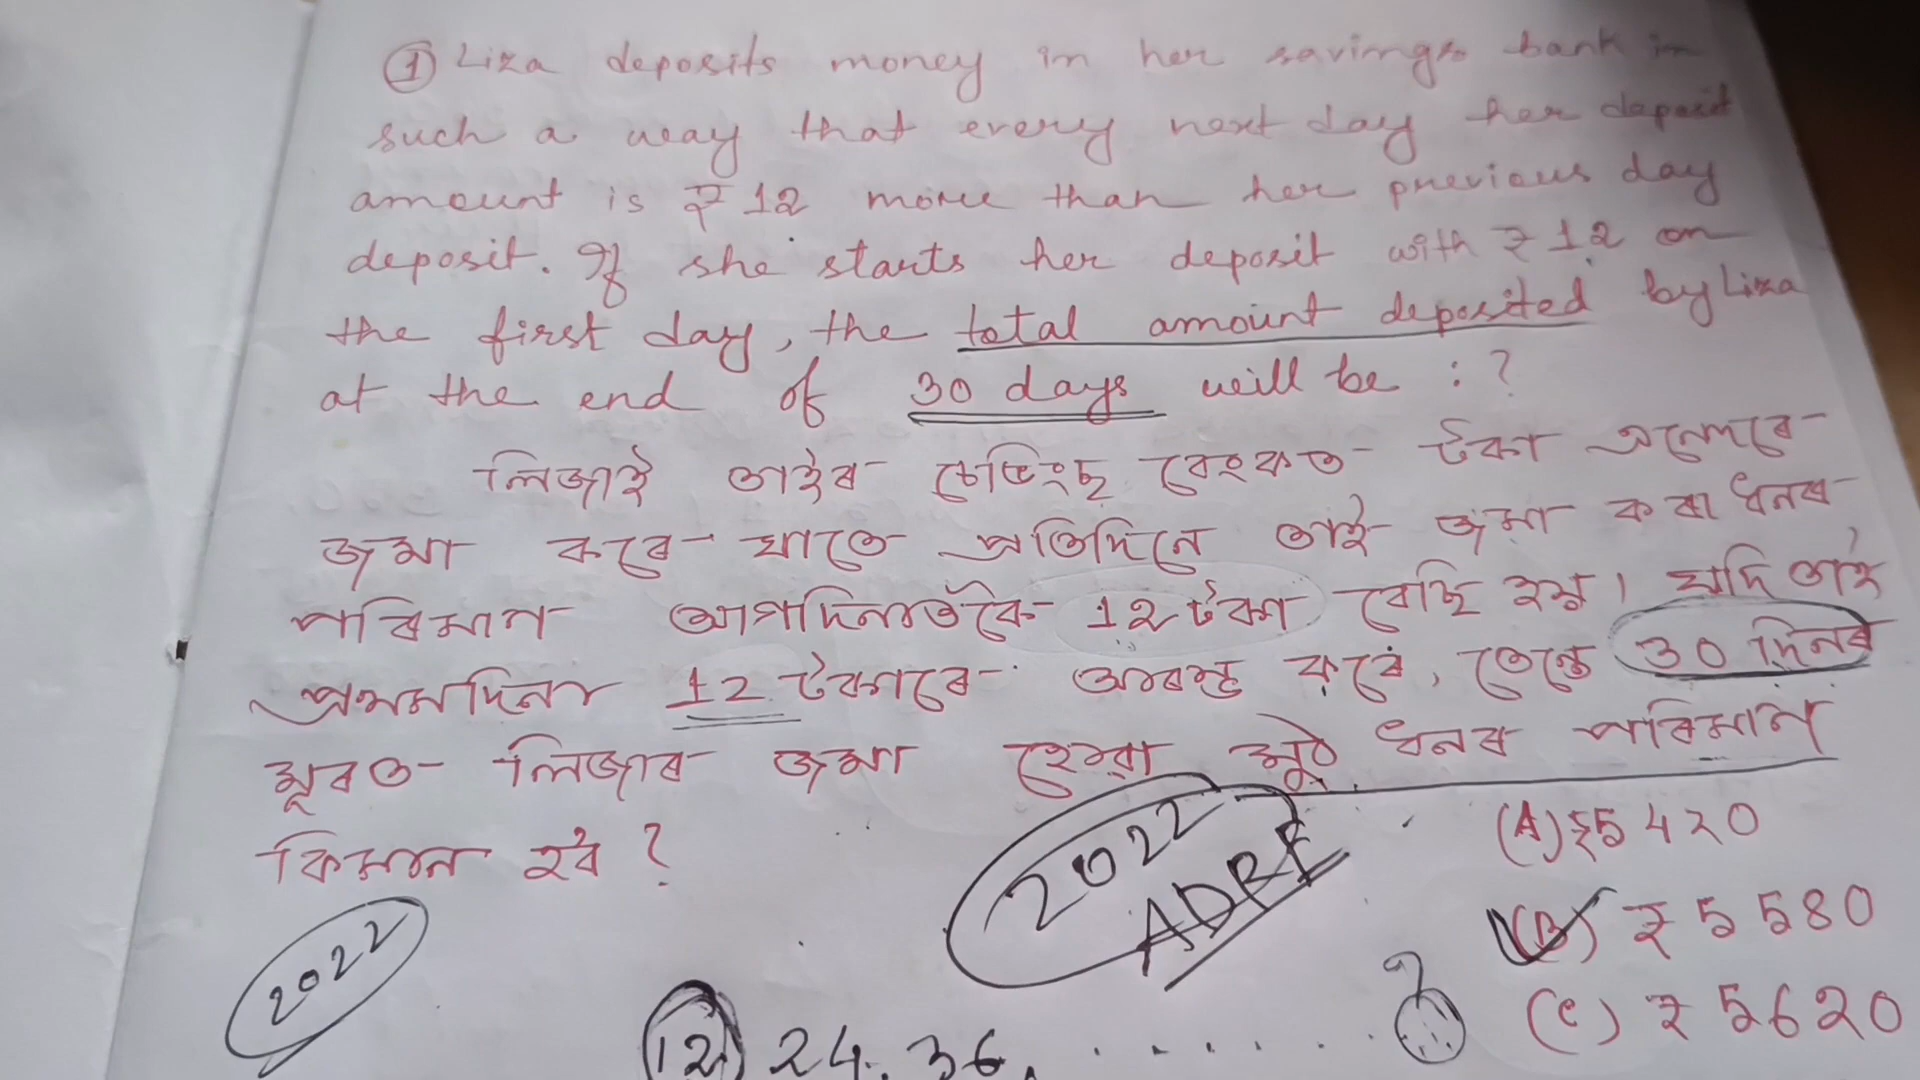 ① Liza deposits money in her savings bank in
such a way that every next day her deposit
amount is ₹ 12 more than her previous day
deposit. If she starts her deposit with ₹ 12 on
the first day, the total amount deposited by Liza
at the end of 30 days will be : ?
লিজাই তাইৰ চেভিংছ বেংকত টকা এনেদৰে
জমা কৰে যাতে প্ৰতিদিনে তাই জমা কৰা ধনৰ
পৰিমাণ আগদিনাতকৈ 12 টকা বেছি হয়। যদি তাই
প্ৰথমদিনা 12 টকাৰে আৰম্ভ কৰে, তেন্তে 30 দিনৰ
মূৰত লিজাৰ জমা হোৱা মুঠ ধনৰ পৰিমাণ
কিমান হ'ব ?
(A) ₹5420
(B) ₹ 5580
(C) ₹ 5620
2022
ADRE
2022
12, 24, 36, . . . . . . .